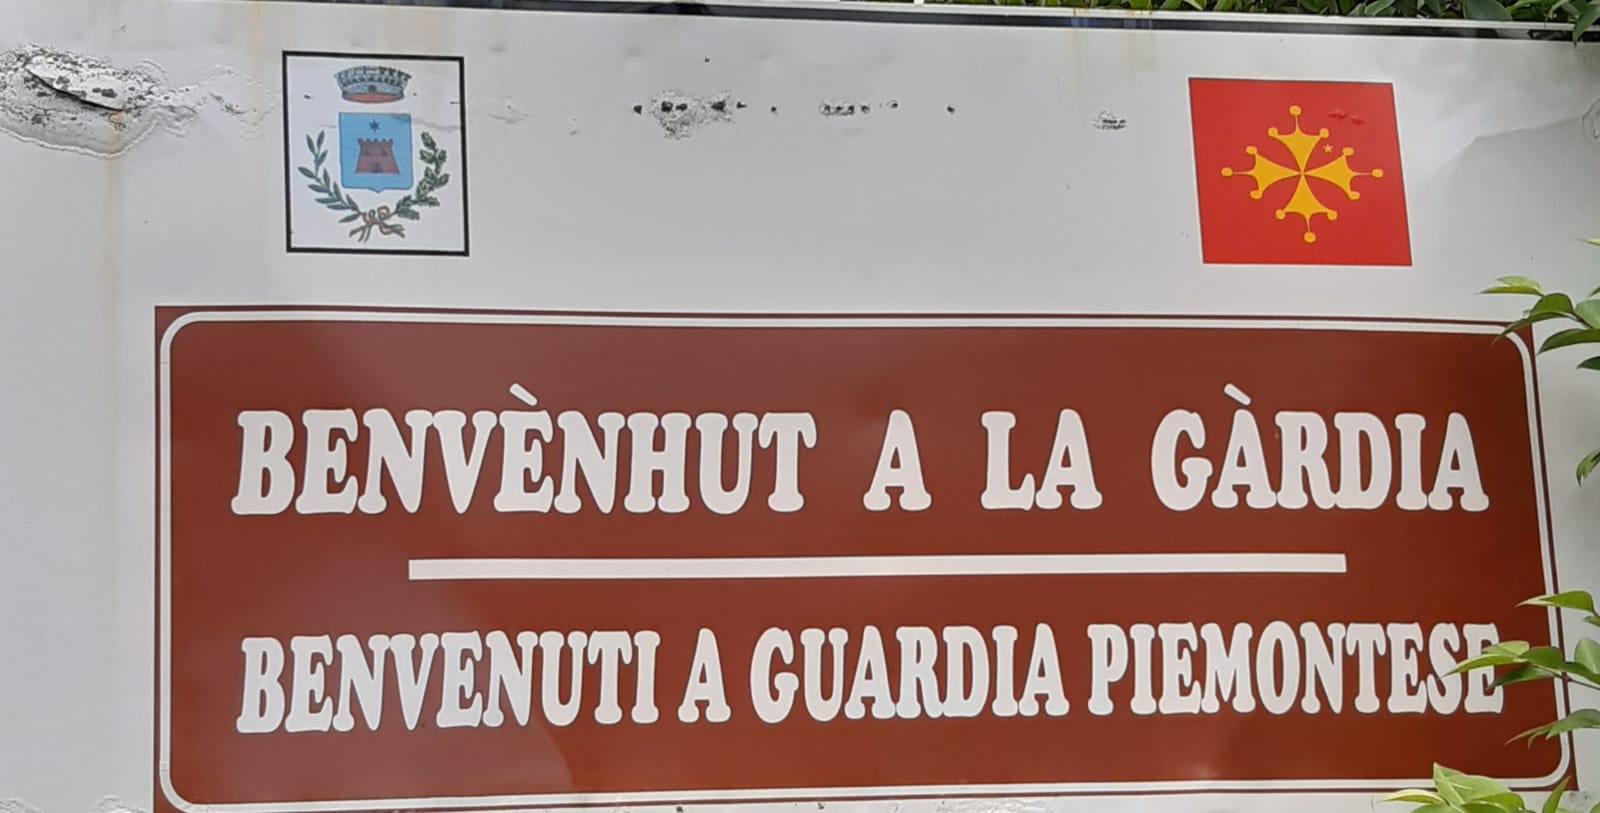 BENVÈNHUT A LA GÀRDIA
BENVENUTI A GUARDIA PIEMONTESE